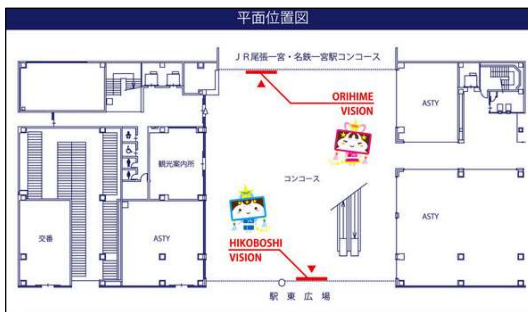 平面位置図
JR尾張一宮・名鉄一宮駅コンコース
ORIHIME
VISION
ASTY
観光案内所
コンコース
交番
ASTY
ASTY
HIKOBOSHI
VISION
駅東広場